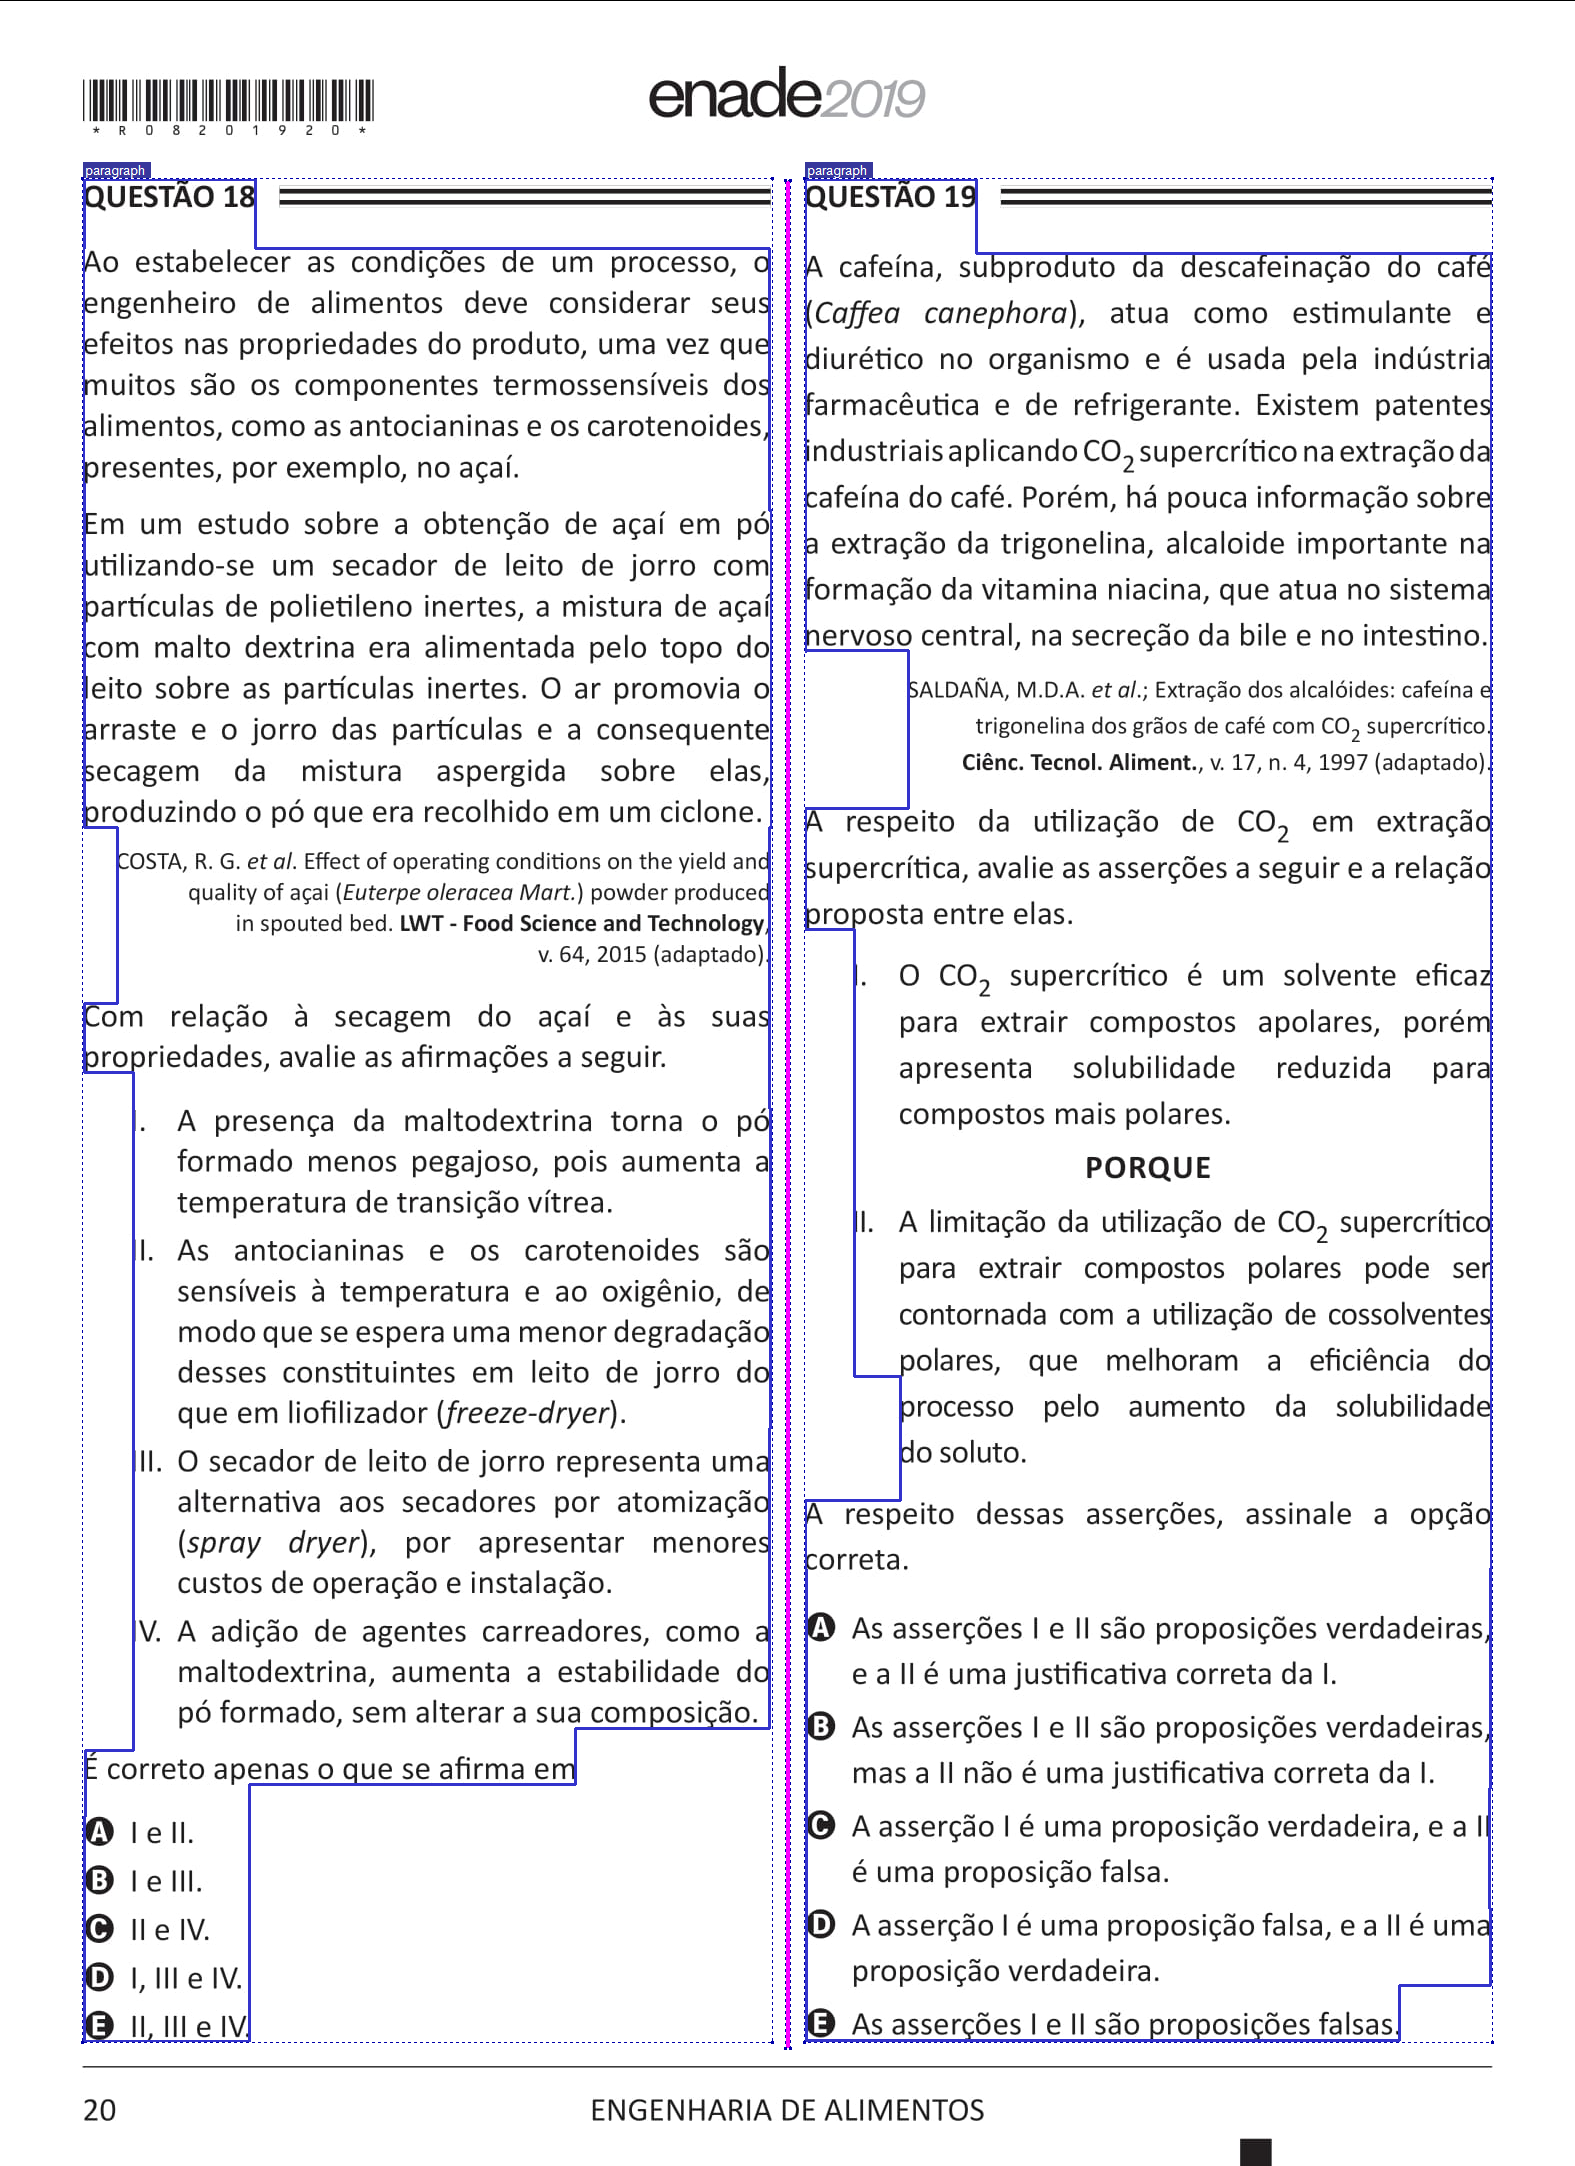 *R08201920*
enade2019
paragraph
QUESTÃO 18
Ao estabelecer as condições de um processo, o
engenheiro de alimentos deve considerar seus
efeitos nas propriedades do produto, uma vez que
muitos são os componentes termossensíveis dos
alimentos, como as antocianinas e os carotenoides,
presentes, por exemplo, no açaí.
Em um estudo sobre a obtenção de açaí em pó
utilizando-se um secador de leito de jorro com
partículas de polietileno inertes, a mistura de açaí
com malto dextrina era alimentada pelo topo do
leito sobre as partículas inertes. O ar promovia o
arraste e o jorro das partículas e a consequente
secagem da mistura aspergida sobre elas,
produzindo o pó que era recolhido em um ciclone.
COSTA, R. G. et al. Effect of operating conditions on the yield and
quality of açai (Euterpe oleracea Mart.) powder produced
in spouted bed. LWT - Food Science and Technology,
v. 64, 2015 (adaptado).
Com relação à secagem do açaí e às suas
propriedades, avalie as afirmações a seguir.
I. A presença da maltodextrina torna o pó
formado menos pegajoso, pois aumenta a
temperatura de transição vítrea.
II. As antocianinas e os carotenoides são
sensíveis à temperatura e ao oxigênio, de
modo que se espera uma menor degradação
desses constituintes em leito de jorro do
que em liofilizador (freeze-dryer).
III. O secador de leito de jorro representa uma
alternativa aos secadores por atomização
(spray dryer), por apresentar menores
custos de operação e instalação.
IV. A adição de agentes carreadores, como a
maltodextrina, aumenta a estabilidade do
pó formado, sem alterar a sua composição.
É correto apenas o que se afirma em
A I e II.
B I e III.
C II e IV.
D I, III e IV.
E II, III e IV.
paragraph
QUESTÃO 19
A cafeína, subproduto da descafeinação do café
(Caffea canephora), atua como estimulante e
diurético no organismo e é usada pela indústria
farmacêutica e de refrigerante. Existem patentes
industriais aplicando CO2 supercrítico na extração da
cafeína do café. Porém, há pouca informação sobre
a extração da trigonelina, alcaloide importante na
formação da vitamina niacina, que atua no sistema
nervoso central, na secreção da bile e no intestino.
SALDAÑA, M.D.A. et al.; Extração dos alcalóides: cafeína e
trigonelina dos grãos de café com CO2 supercrítico.
Ciênc. Tecnol. Aliment., v. 17, n. 4, 1997 (adaptado).
A respeito da utilização de CO2 em extração
supercrítica, avalie as asserções a seguir e a relação
proposta entre elas.
I. O CO2 supercrítico é um solvente eficaz
para extrair compostos apolares, porém
apresenta solubilidade reduzida para
compostos mais polares.
PORQUE
II. A limitação da utilização de CO2 supercrítico
para extrair compostos polares pode ser
contornada com a utilização de cossolventes
polares, que melhoram a eficiência do
processo pelo aumento da solubilidade
do soluto.
A respeito dessas asserções, assinale a opção
correta.
A As asserções I e II são proposições verdadeiras,
e a II é uma justificativa correta da I.
B As asserções I e II são proposições verdadeiras,
mas a II não é uma justificativa correta da I.
C A asserção I é uma proposição verdadeira, e a II
é uma proposição falsa.
D A asserção I é uma proposição falsa, e a II é uma
proposição verdadeira.
E As asserções I e II são proposições falsas.
20
ENGENHARIA DE ALIMENTOS